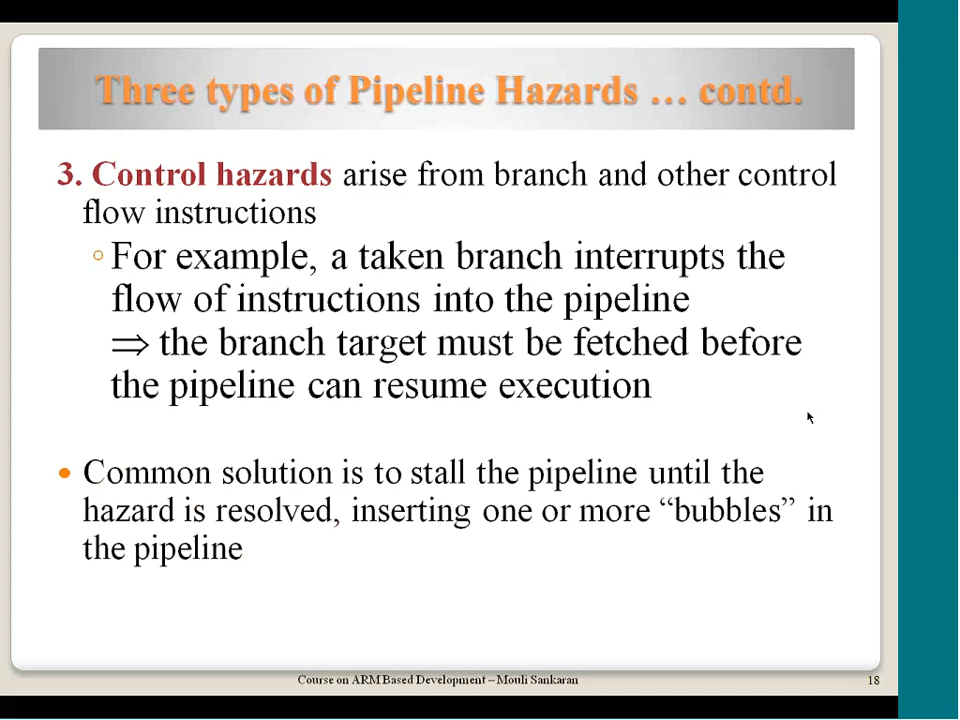 Three types of Pipeline Hazards … contd.
3. Control hazards arise from branch and other control
flow instructions
For example, a taken branch interrupts the
flow of instructions into the pipeline
⇒ the branch target must be fetched before
the pipeline can resume execution
Common solution is to stall the pipeline until the
hazard is resolved, inserting one or more “bubbles” in
the pipeline
Course on ARM Based Development – Mouli Sankaran
18